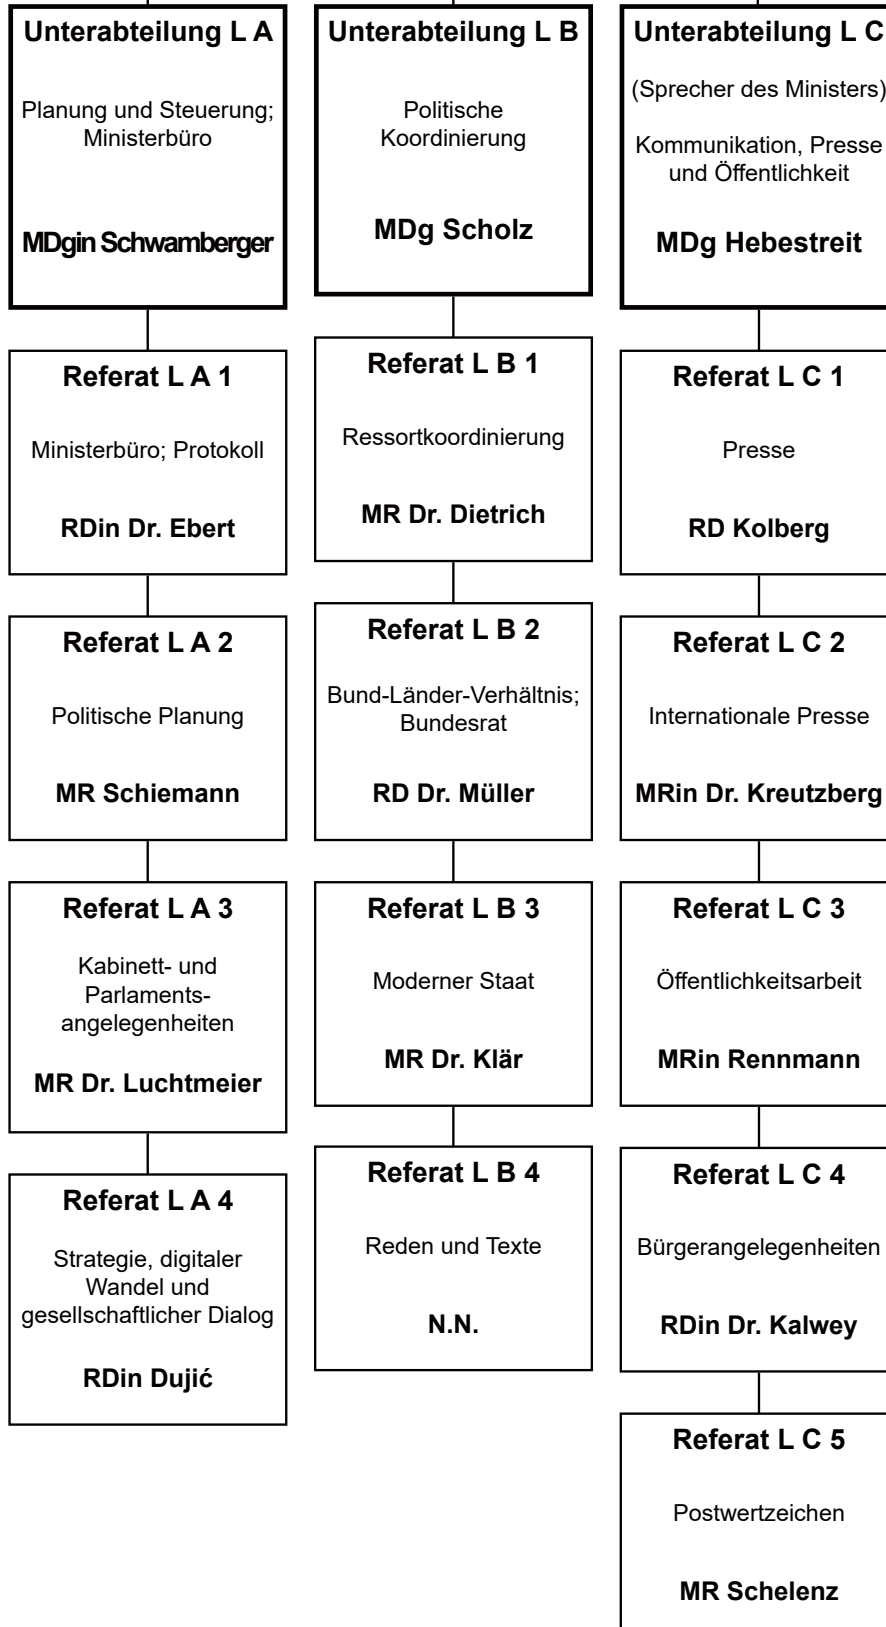 Unterabteilung L A
Planung und Steuerung;
Ministerbüro
MDgin Schwamberger
Referat L A 1
Ministerbüro; Protokoll
RDin Dr. Ebert
Referat L A 2
Politische Planung
MR Schiemann
Referat L A 3
Kabinett- und
Parlaments-
angelegenheiten
MR Dr. Luchtmeier
Referat L A 4
Strategie, digitaler
Wandel und
gesellschaftlicher Dialog
RDin Dujić
Unterabteilung L B
Politische
Koordinierung
MDg Scholz
Referat L B 1
Ressortkoordinierung
MR Dr. Dietrich
Referat L B 2
Bund-Länder-Verhältnis;
Bundesrat
RD Dr. Müller
Referat L B 3
Moderner Staat
MR Dr. Klär
Referat L B 4
Reden und Texte
N.N.
Unterabteilung L C
(Sprecher des Ministers)
Kommunikation, Presse
und Öffentlichkeit
MDg Hebestreit
Referat L C 1
Presse
RD Kolberg
Referat L C 2
Internationale Presse
MRin Dr. Kreutzberg
Referat L C 3
Öffentlichkeitsarbeit
MRin Rennmann
Referat L C 4
Bürgerangelegenheiten
RDin Dr. Kalwey
Referat L C 5
Postwertzeichen
MR Schelenz